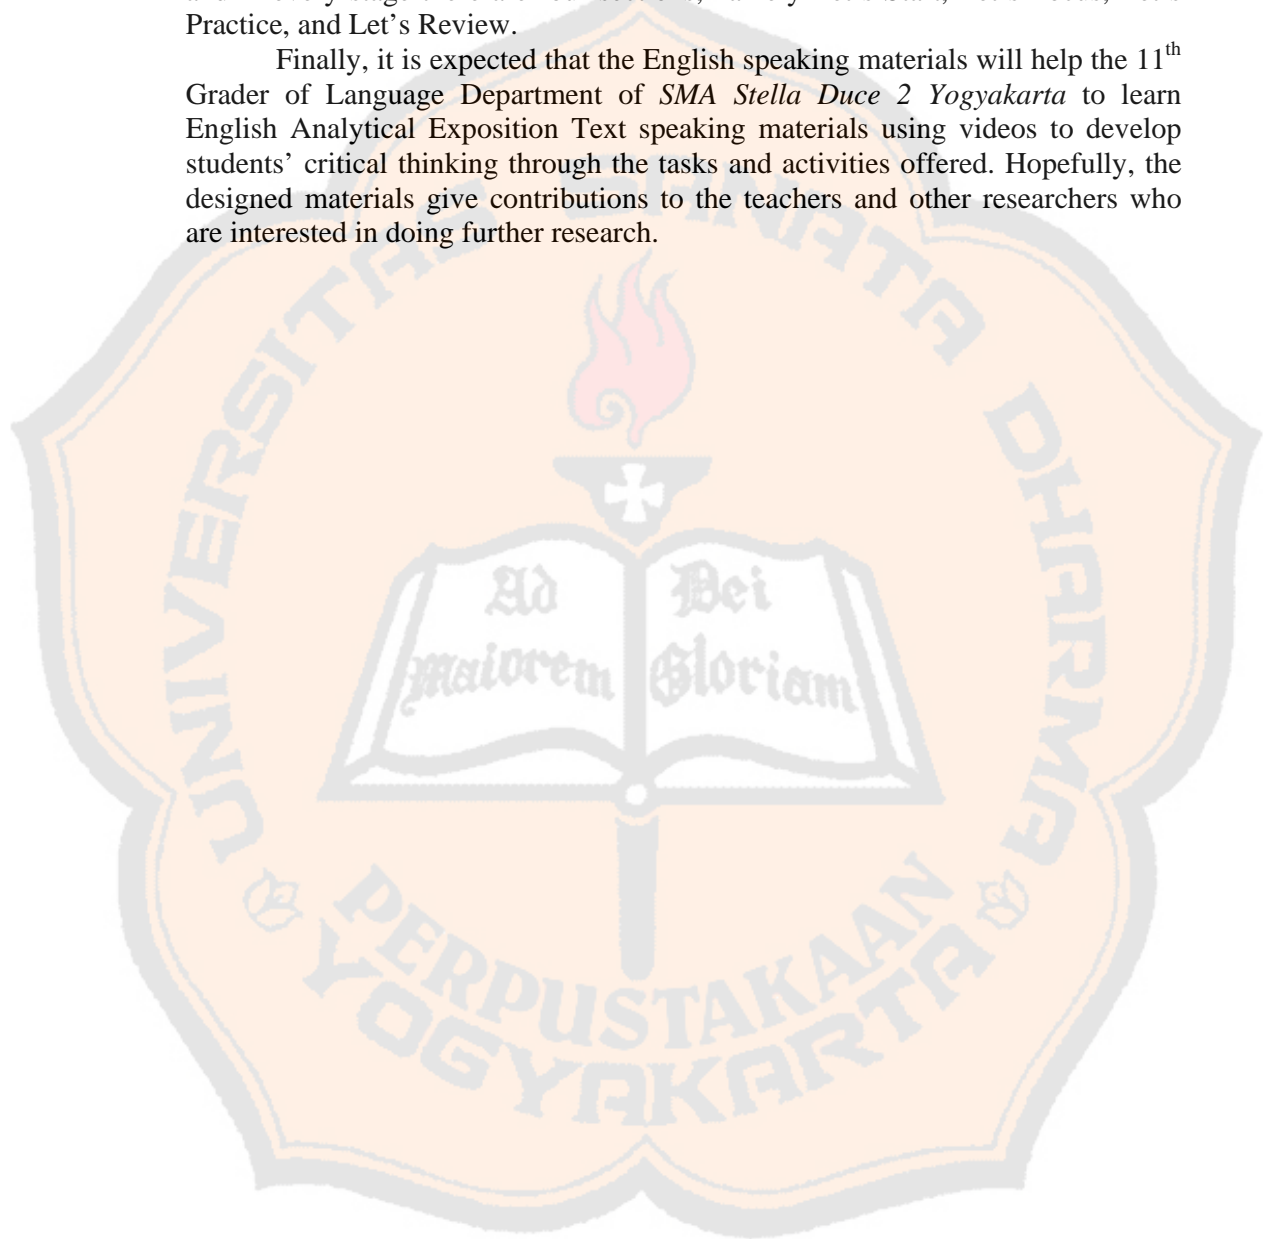 Practice, and Let’s Review.
Finally, it is expected that the English speaking materials will help the 11th
Grader of Language Department of SMA Stella Duce 2 Yogyakarta to learn
English Analytical Exposition Text speaking materials using videos to develop
students’ critical thinking through the tasks and activities offered. Hopefully, the
designed materials give contributions to the teachers and other researchers who
are interested in doing further research.
UNIVERSITAS SANATA DHARMA
Ad Dei
Maiorem Gloriam
PERPUSTAKAAN
YOGYAKARTA